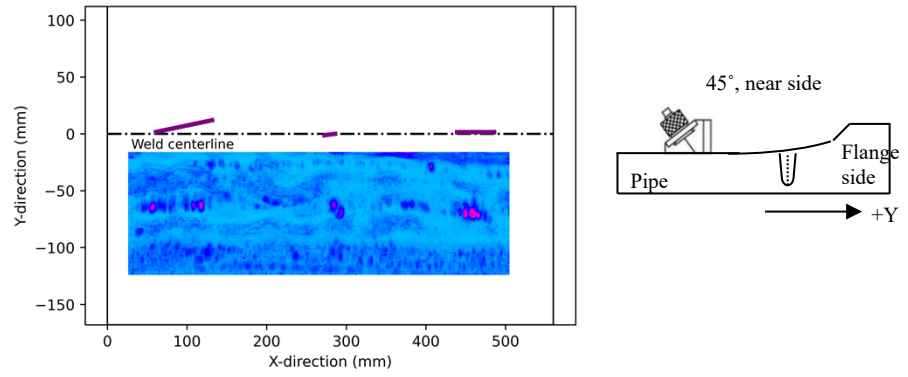 100
50
0
−50
−100
−150
Y-direction (mm)
Weld centerline
0 100 200 300 400 500
X-direction (mm)
45˚, near side
Pipe
Flange
side
+Y